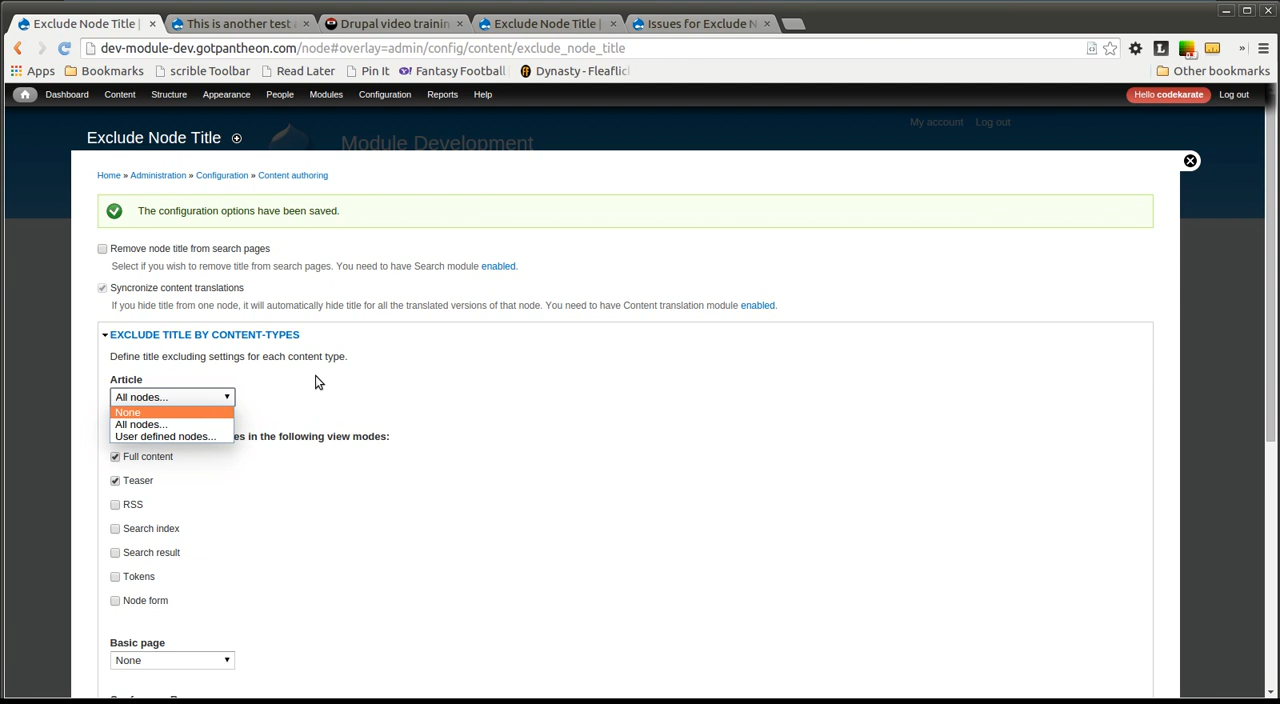 Exclude Node Title |
This is another test
Drupal video trainin
Exclude Node Title |
Issues for Exclude N
dev-module-dev.gotpantheon.com/node#overlay=admin/config/content/exclude_node_title
Apps Bookmarks scrible Toolbar Read Later Pin It Fantasy Football Dynasty - Fleaflic Other bookmarks
Dashboard Content Structure Appearance People Modules Configuration Reports Help Hello codekarate Log out
My account Log out
Exclude Node Title
Module Development
Home » Administration » Configuration » Content authoring
The configuration options have been saved.
Remove node title from search pages
Select if you wish to remove title from search pages. You need to have Search module enabled.
Syncronize content translations
If you hide title from one node, it will automatically hide title for all the translated versions of that node. You need to have Content translation module enabled.
EXCLUDE TITLE BY CONTENT-TYPES
Define title excluding settings for each content type.
Article
All nodes...
None
All nodes...
User defined nodes...
es in the following view modes:
Full content
Teaser
RSS
Search index
Search result
Tokens
Node form
Basic page
None